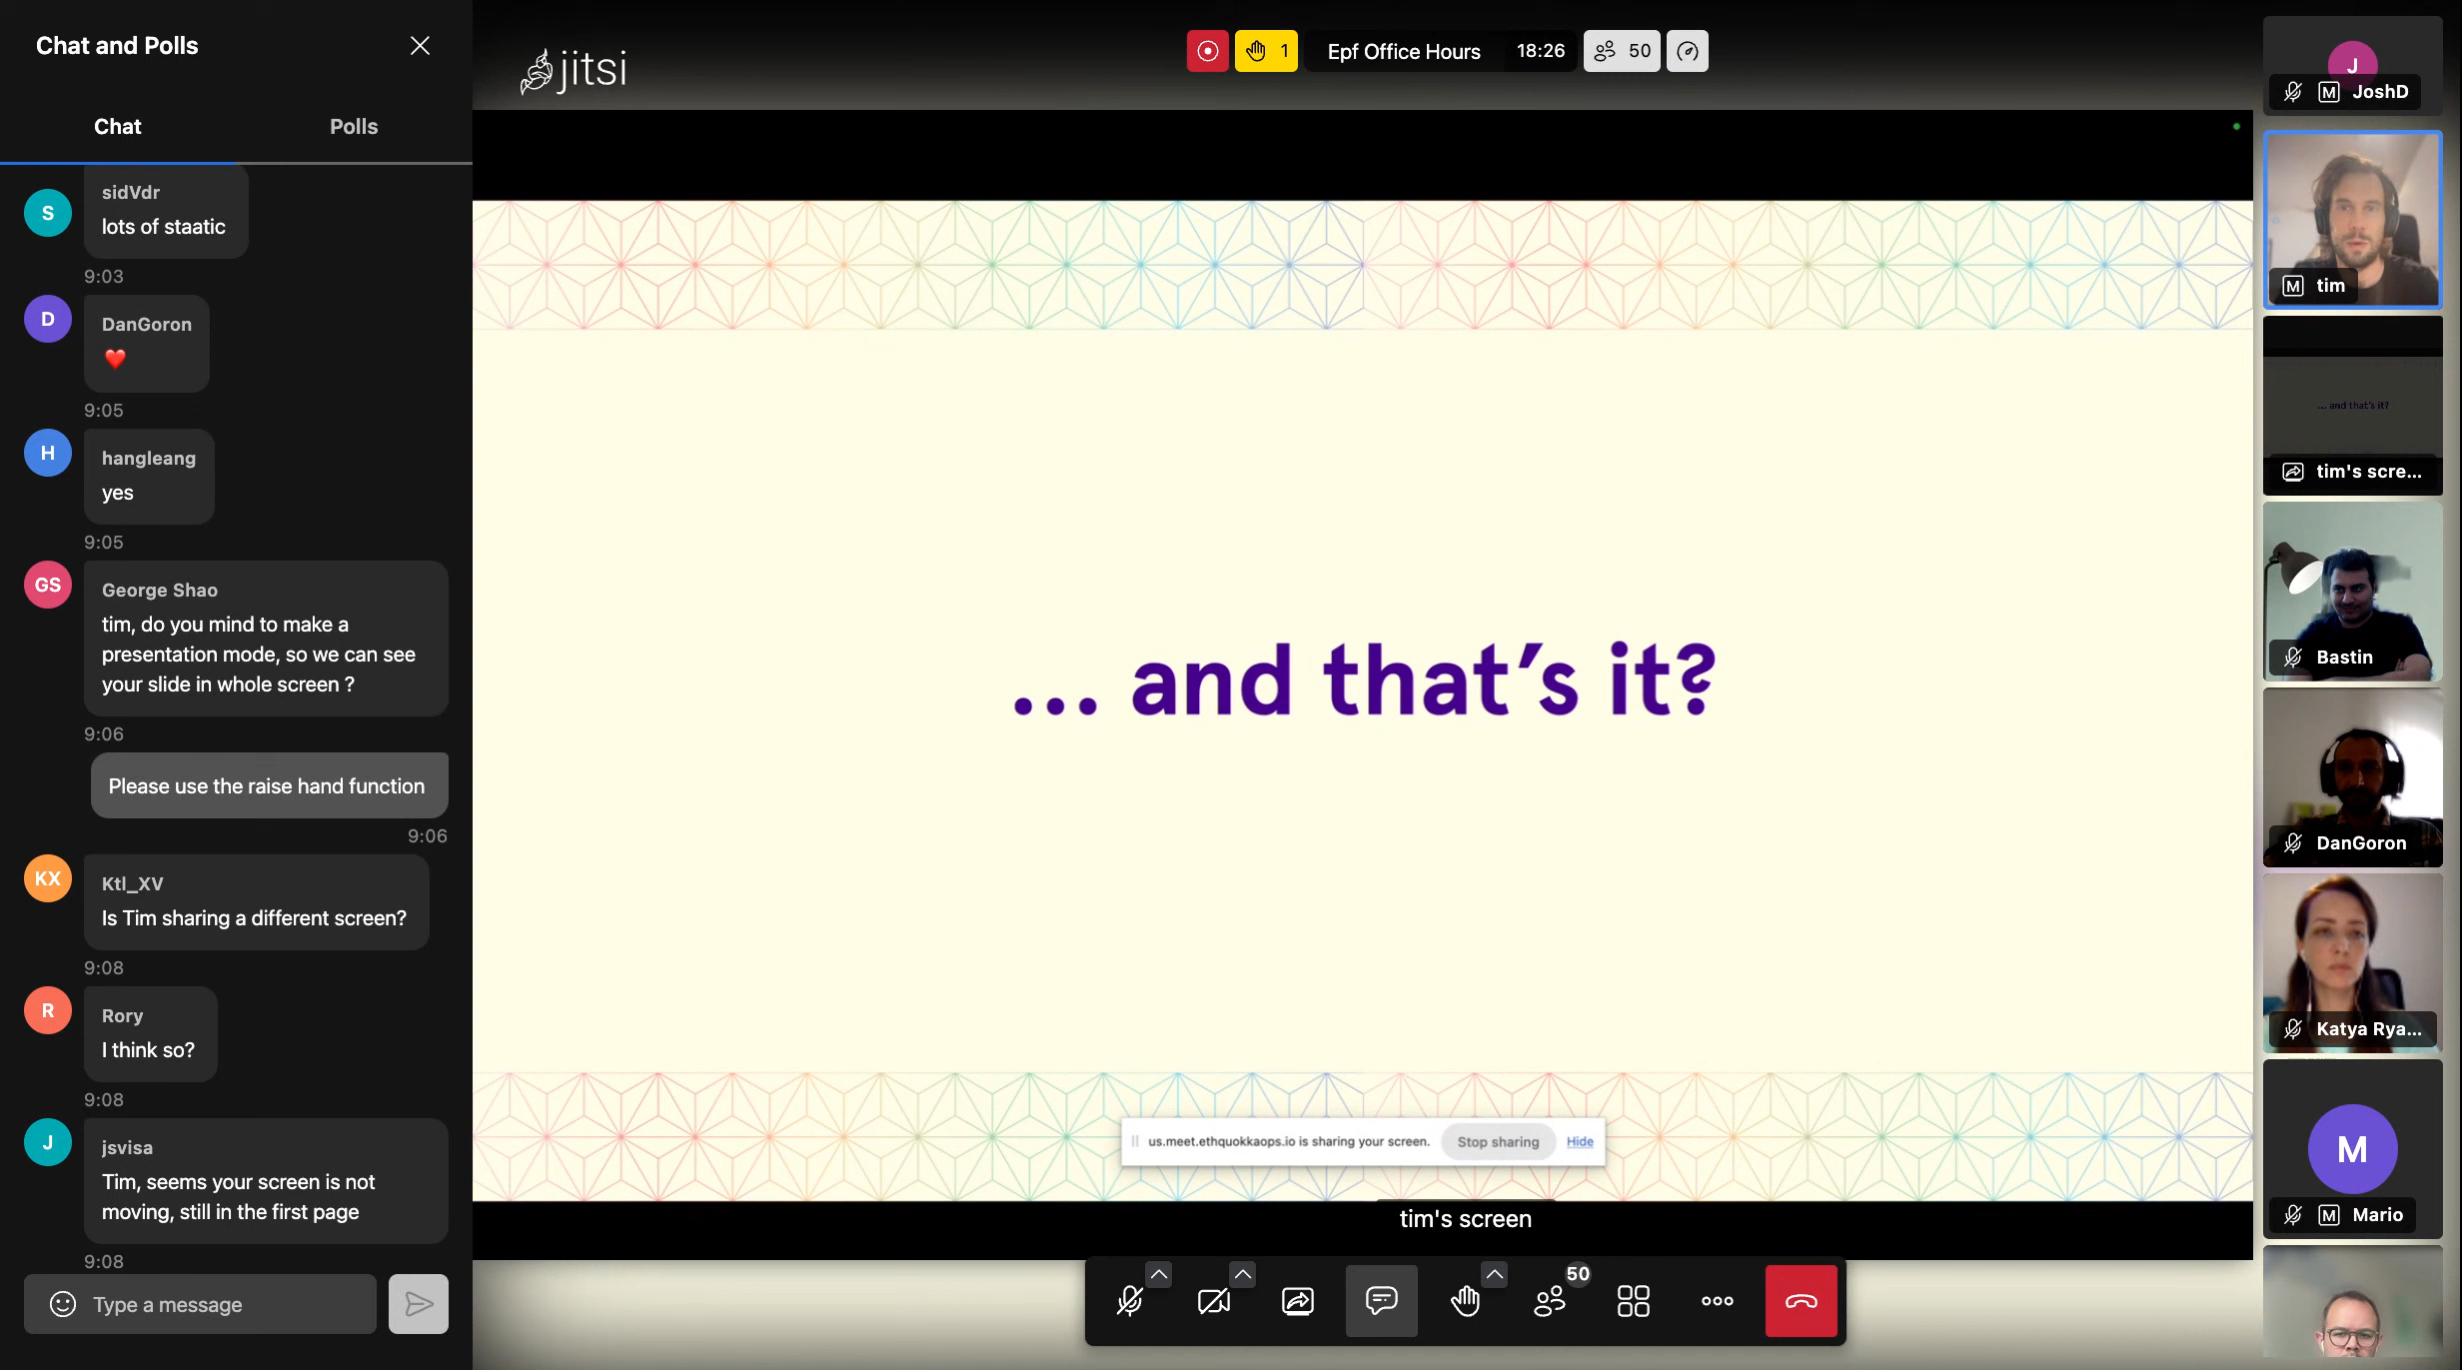 Chat and Polls
Chat
Polls
S
sidVdr
lots of staatic
9:03
D
DanGoron
9:05
H
hangleang
yes
9:05
GS
George Shao
tim, do you mind to make a
presentation mode, so we can see
your slide in whole screen ?
9:06
Please use the raise hand function
9:06
KX
Ktl_XV
Is Tim sharing a different screen?
9:08
R
Rory
I think so?
9:08
J
jsvisa
Tim, seems your screen is not
moving, still in the first page
9:08
Type a message
jitsi
1
Epf Office Hours
18:26
50
... and that's it?
us.meet.ethquokkaops.io is sharing your screen.
Stop sharing
Hide
tim's screen
50
J
M JoshD
M tim
... and that's it?
tim's scre...
Bastin
DanGoron
Katya Rya...
M
M Mario